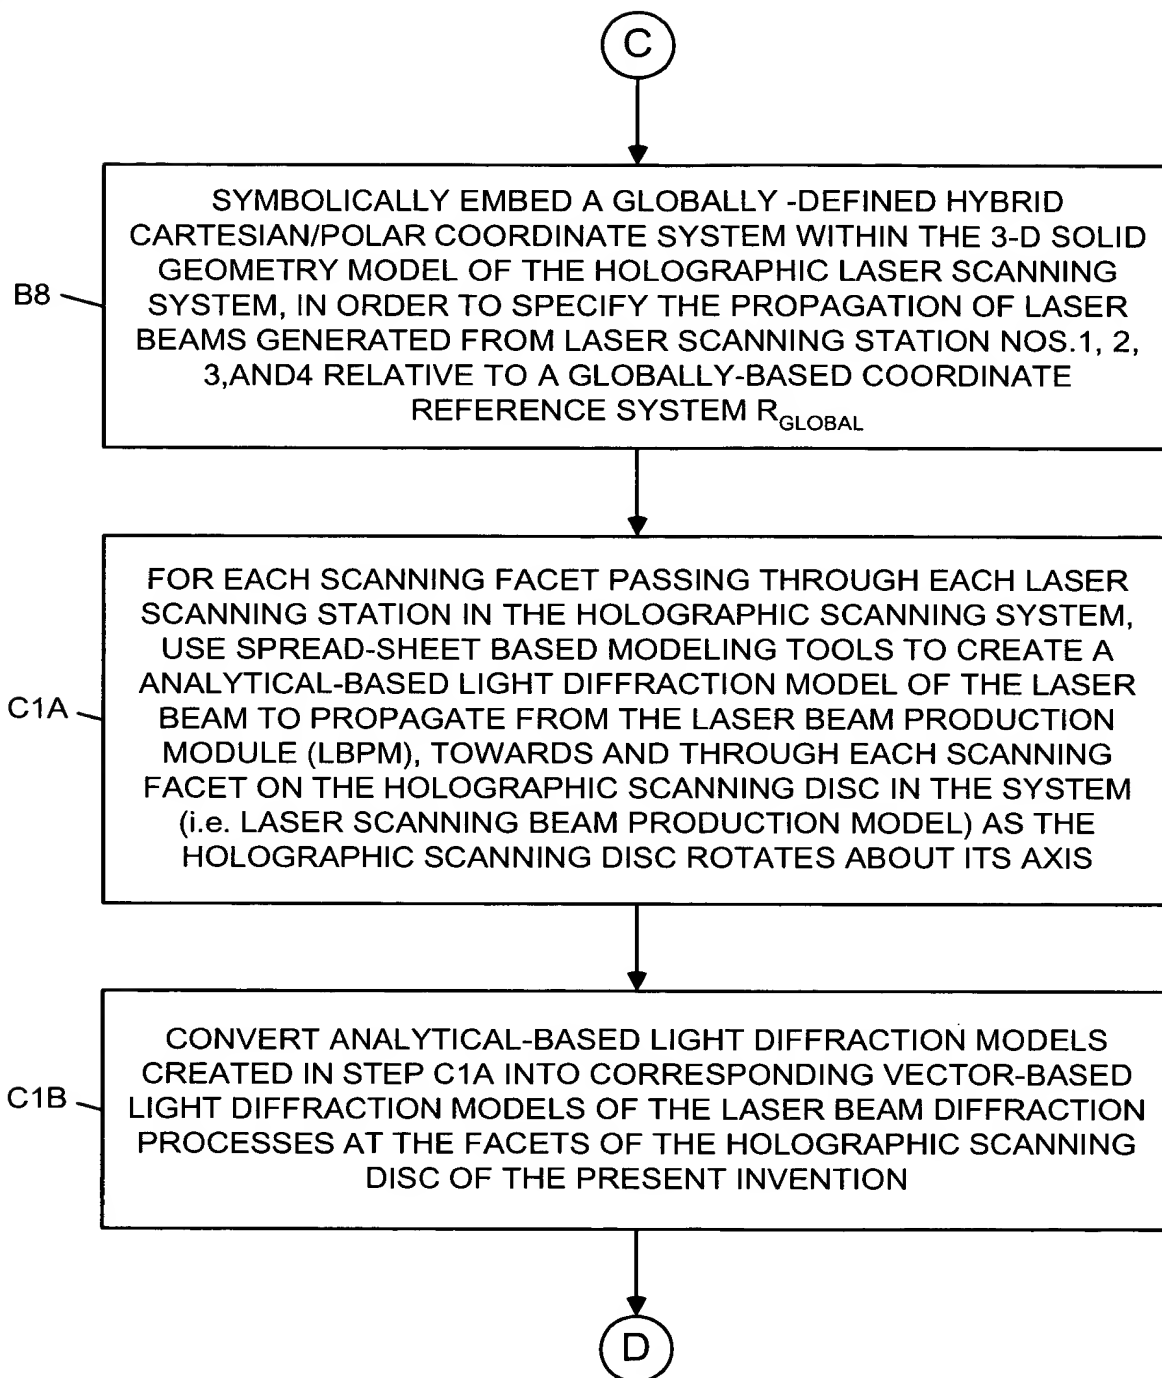 C
B8
SYMBOLICALLY EMBED A GLOBALLY -DEFINED HYBRID
CARTESIAN/POLAR COORDINATE SYSTEM WITHIN THE 3-D SOLID
GEOMETRY MODEL OF THE HOLOGRAPHIC LASER SCANNING
SYSTEM, IN ORDER TO SPECIFY THE PROPAGATION OF LASER
BEAMS GENERATED FROM LASER SCANNING STATION NOS.1, 2,
3,AND4 RELATIVE TO A GLOBALLY-BASED COORDINATE
REFERENCE SYSTEM R_GLOBAL
C1A
FOR EACH SCANNING FACET PASSING THROUGH EACH LASER
SCANNING STATION IN THE HOLOGRAPHIC SCANNING SYSTEM,
USE SPREAD-SHEET BASED MODELING TOOLS TO CREATE A
ANALYTICAL-BASED LIGHT DIFFRACTION MODEL OF THE LASER
BEAM TO PROPAGATE FROM THE LASER BEAM PRODUCTION
MODULE (LBPM), TOWARDS AND THROUGH EACH SCANNING
FACET ON THE HOLOGRAPHIC SCANNING DISC IN THE SYSTEM
(i.e. LASER SCANNING BEAM PRODUCTION MODEL) AS THE
HOLOGRAPHIC SCANNING DISC ROTATES ABOUT ITS AXIS
C1B
CONVERT ANALYTICAL-BASED LIGHT DIFFRACTION MODELS
CREATED IN STEP C1A INTO CORRESPONDING VECTOR-BASED
LIGHT DIFFRACTION MODELS OF THE LASER BEAM DIFFRACTION
PROCESSES AT THE FACETS OF THE HOLOGRAPHIC SCANNING
DISC OF THE PRESENT INVENTION
D